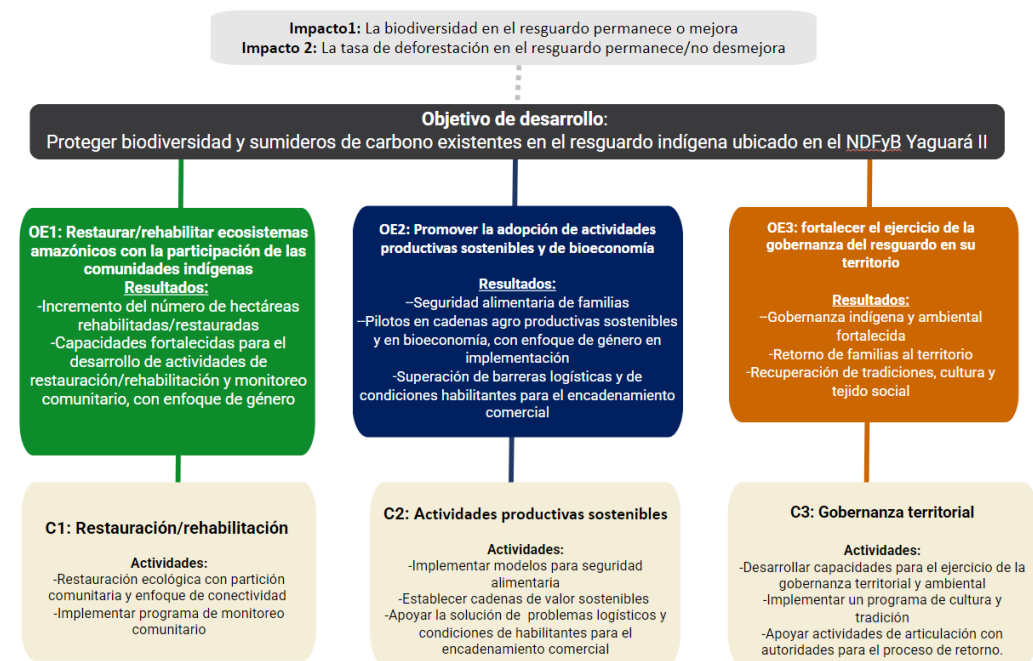 Impacto1: La biodiversidad en el resguardo permanece o mejora
Impacto 2: La tasa de deforestación en el resguardo permanece/no desmejora
Objetivo de desarrollo:
Proteger biodiversidad y sumideros de carbono existentes en el resguardo indígena ubicado en el NDFyB Yaguará II
OE1: Restaurar/rehabilitar ecosistemas
amazónicos con la participación de las
comunidades indígenas
Resultados:
-Incremento del número de hectáreas
rehabilitadas/restauradas
-Capacidades fortalecidas para el
desarrollo de actividades de
restauración/rehabilitación y monitoreo
comunitario, con enfoque de género
OE2: Promover la adopción de actividades
productivas sostenibles y de bioeconomía
Resultados:
–Seguridad alimentaria de familias
–Pilotos en cadenas agro productivas sostenibles
y en bioeconomía, con enfoque de género en
implementación
-Superación de barreras logísticas y de
condiciones habilitantes para el encadenamiento
comercial
OE3: fortalecer el ejercicio de la
gobernanza del resguardo en su
territorio
Resultados:
–Gobernanza indígena y ambiental
fortalecida
-Retorno de familias al territorio
-Recuperación de tradiciones, cultura y
tejido social
C1: Restauración/rehabilitación
Actividades:
-Restauración ecológica con partición
comunitaria y enfoque de conectividad
-Implementar programa de monitoreo
comunitario
C2: Actividades productivas sostenibles
Actividades:
-Implementar modelos para seguridad
alimentaria
-Establecer cadenas de valor sostenibles
-Apoyar la solución de problemas logísticos y
condiciones de habilitantes para el
encadenamiento comercial
C3: Gobernanza territorial
Actividades:
-Desarrollar capacidades para el ejercicio de la
gobernanza territorial y ambiental
-Implementar un programa de cultura y
tradición
-Apoyar actividades de articulación con
autoridades para el proceso de retorno.